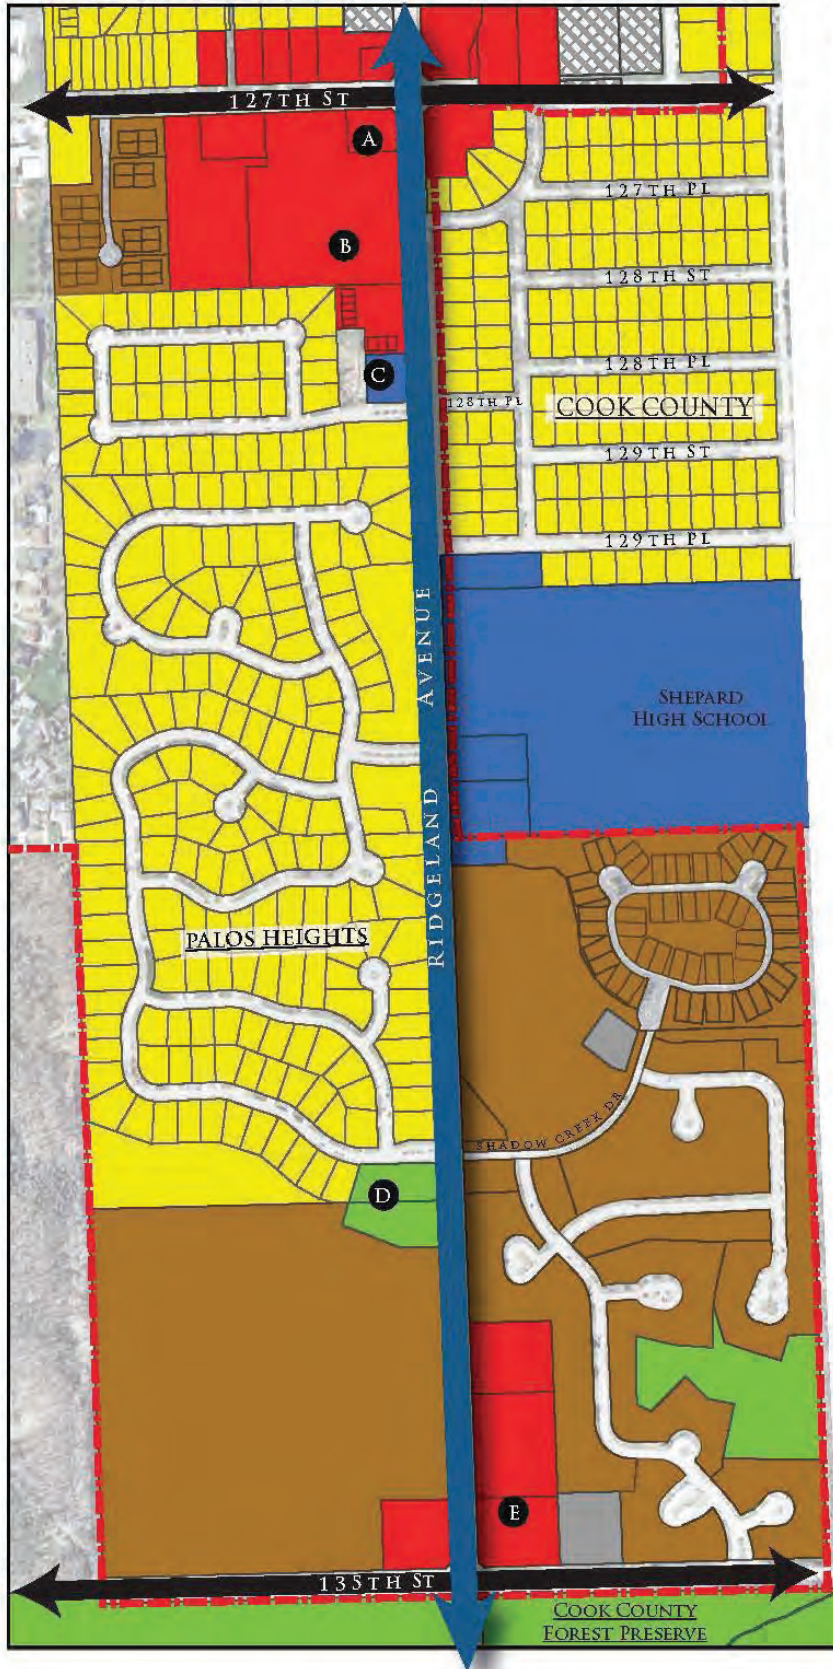 127TH ST
A
127TH PL
B
128TH ST
128TH PL
C
128TH PL
COOK COUNTY
129TH ST
129TH PL
RIDGELAND AVENUE
SHEPARD
HIGH SCHOOL
PALOS HEIGHTS
SHADOW CREEK DR
D
E
135TH ST
COOK COUNTY
FOREST PRESERVE